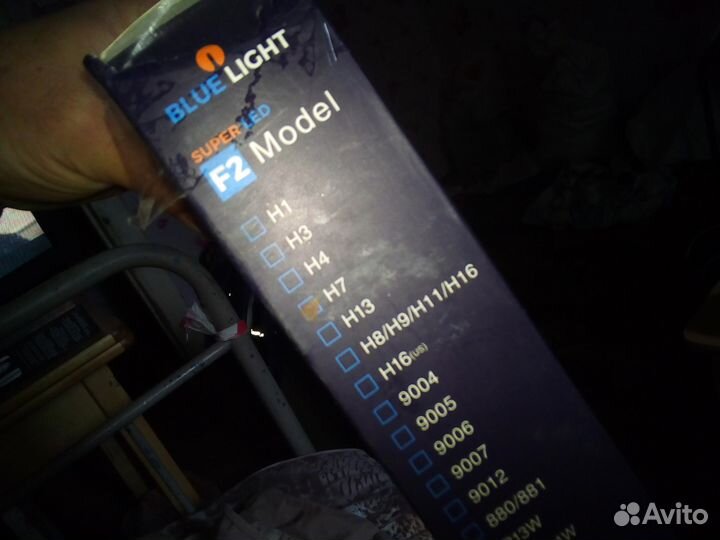 BLUE LIGHT
SUPER LED
F2 Model
H1
H3
H4
H7
H13
H8/H9/H11/H16
H16(US)
9004
9005
9006
9007
9012
880/881
Avito